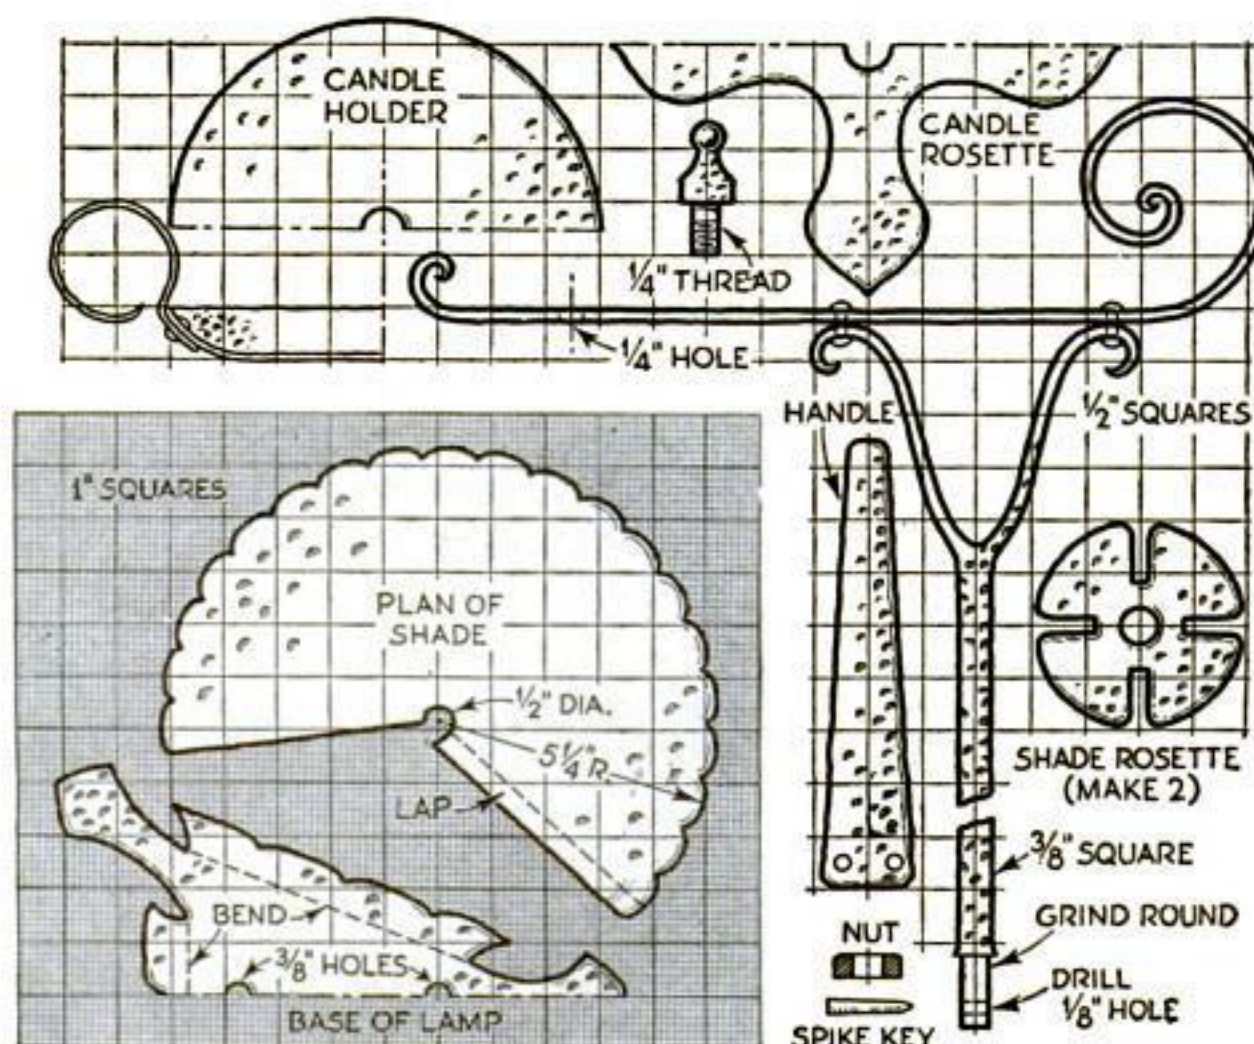 CANDLE
HOLDER
CANDLE
ROSETTE
1/4" THREAD
1/4" HOLE
HANDLE
1/2" SQUARES
1" SQUARES
PLAN OF
SHADE
1/2" DIA.
5 1/4" R.
LAP
SHADE ROSETTE
(MAKE 2)
3/8" SQUARE
BEND
GRIND ROUND
NUT
3/8" HOLES
DRILL
1/8" HOLE
BASE OF LAMP
SPIKE KEY